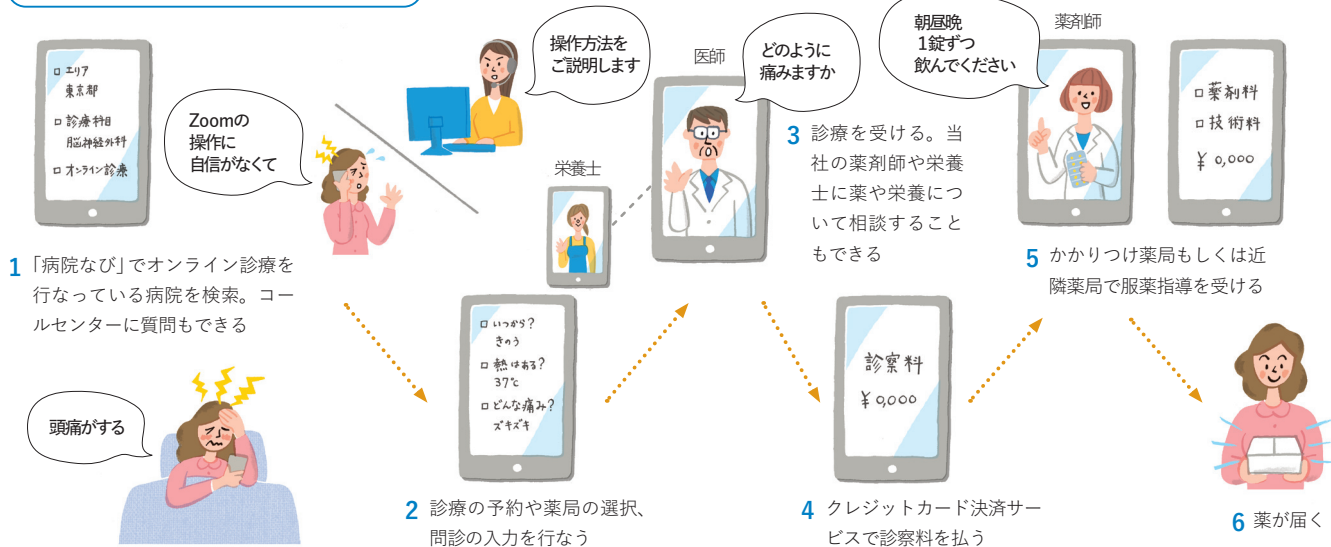 エリア
東京都
診療科目
脳神経外科
オンライン診療
Zoomの
操作に
自信がなくて
操作方法を
ご説明します
1 「病院なび」でオンライン診療を
行なっている病院を検索。コー
ルセンターに質問もできる
頭痛がする
いつから?
きのう
熱はある?
37℃
どんな痛み?
ズキズキ
2 診療の予約や薬局の選択、
問診の入力を行なう
栄養士
医師
どのように
痛みますか
3 診療を受ける。当
社の薬剤師や栄養
士に薬や栄養につ
いて相談すること
もできる
診察料
¥0,000
4 クレジットカード決済サー
ビスで診察料を払う
朝昼晩
1錠ずつ
飲んでください
薬剤師
薬剤料
技術料
¥0,000
5 かかりつけ薬局もしくは近
隣薬局で服薬指導を受ける
6 薬が届く